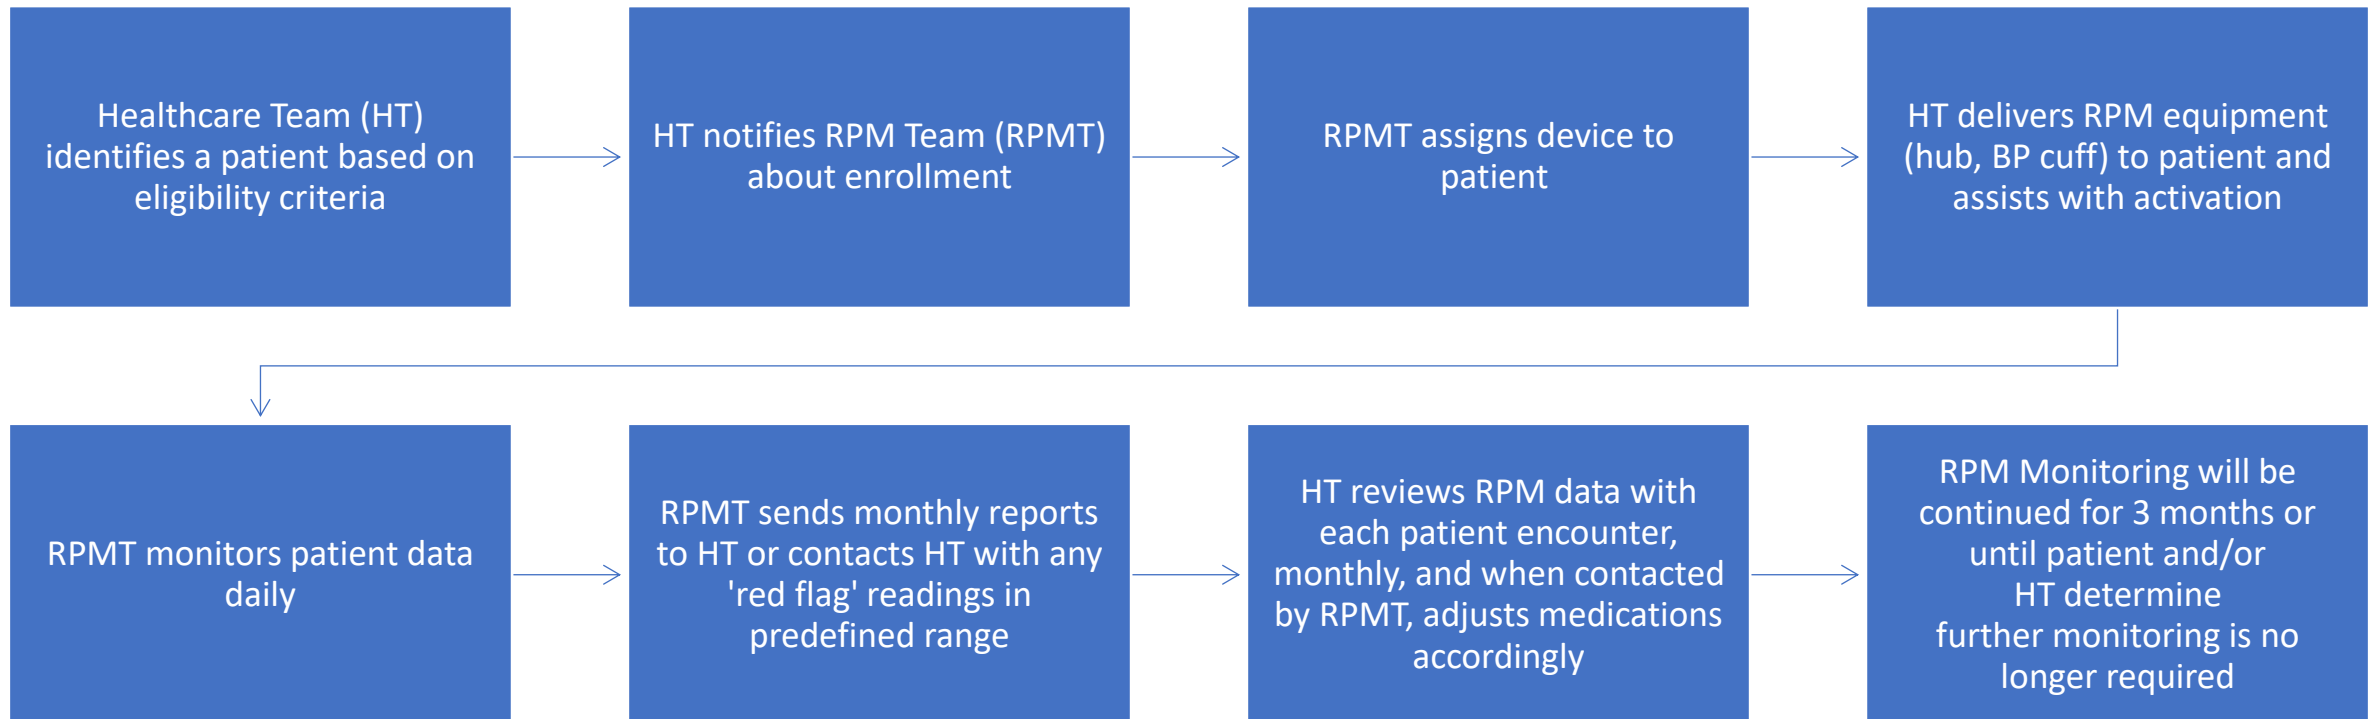 Healthcare Team (HT)
identifies a patient based on
eligibility criteria
HT notifies RPM Team (RPMT)
about enrollment
RPMT assigns device to
patient
HT delivers RPM equipment
(hub, BP cuff) to patient and
assists with activation
RPMT monitors patient data
daily
RPMT sends monthly reports
to HT or contacts HT with any
'red flag' readings in
predefined range
HT reviews RPM data with
each patient encounter,
monthly, and when contacted
by RPMT, adjusts medications
accordingly
RPM Monitoring will be
continued for 3 months or
until patient and/or
HT determine
further monitoring is no
longer required